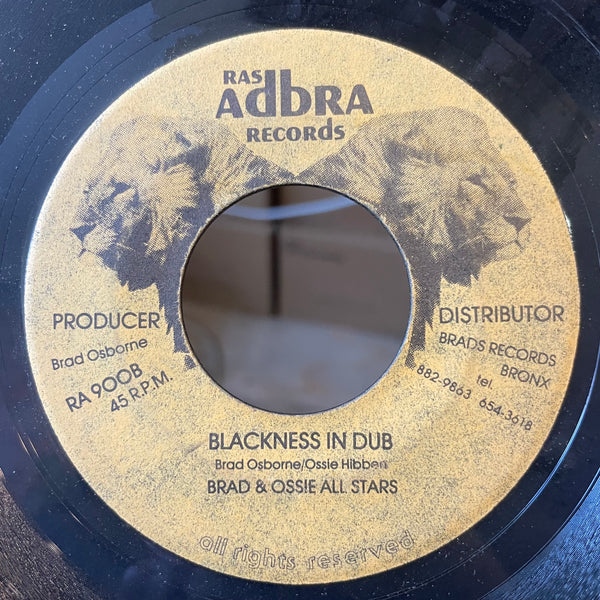 RAS
AdbRA
RECORds
PRODUCER
Brad Osborne
RA 900B
45 R.P.M.
DISTRIBUTOR
BRADS RECORDS
BRONX
tel.
882-9863 654-3618
BLACKNESS IN DUB
Brad Osborne/Ossie Hibbert
BRAD & OSSIE ALL STARS
all rights reserved